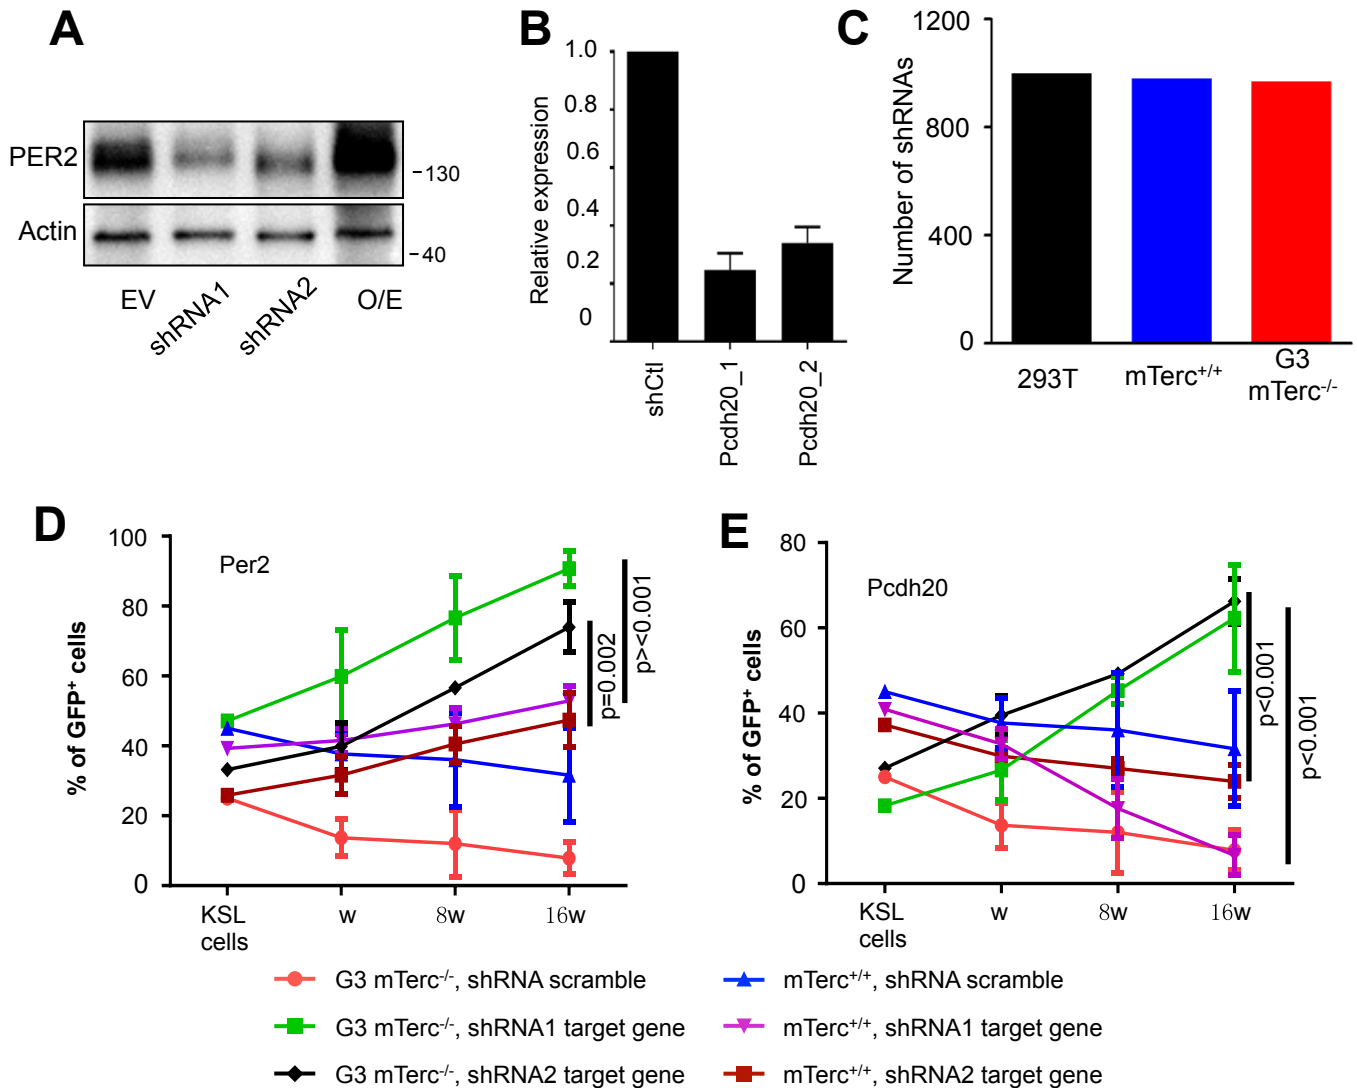 A
PER2
-130
Actin
-40
EV
shRNA1
shRNA2
O/E
B
Relative expression
1.0
0.8
0.6
0.4
0.2
0
shCtl
Pcdh20_1
Pcdh20_2
C
Number of shRNAs
1200
800
400
0
293T
mTerc+/+
G3
mTerc-/-
D
% of GFP+ cells
100
80
60
40
20
0
Per2
p=0.002
p><0.001
KSL
cells
w
8w
16w
E
% of GFP+ cells
80
60
40
20
0
Pcdh20
p<0.001
p<0.001
KSL
cells
w
8w
16w
G3 mTerc-/-, shRNA scramble
G3 mTerc-/-, shRNA1 target gene
G3 mTerc-/-, shRNA2 target gene
mTerc+/+, shRNA scramble
mTerc+/+, shRNA1 target gene
mTerc+/+, shRNA2 target gene